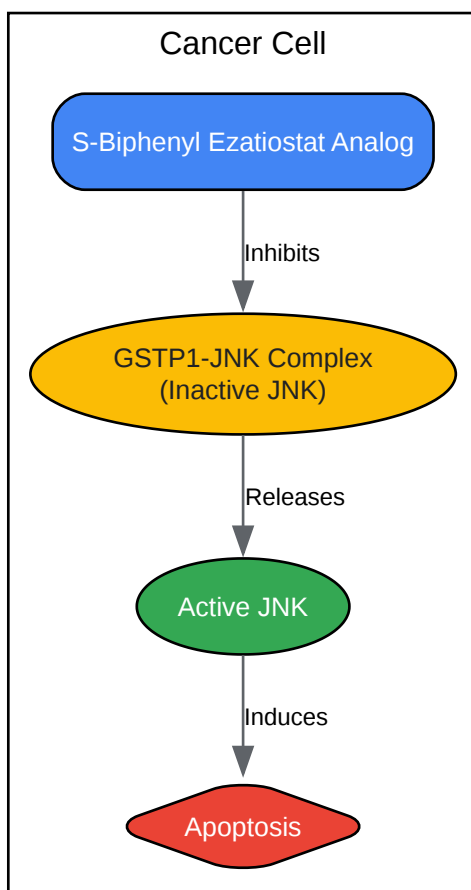 Cancer Cell
S-Biphenyl Ezatiostat Analog
Inhibits
GSTP1-JNK Complex
(Inactive JNK)
Releases
Active JNK
Induces
Apoptosis